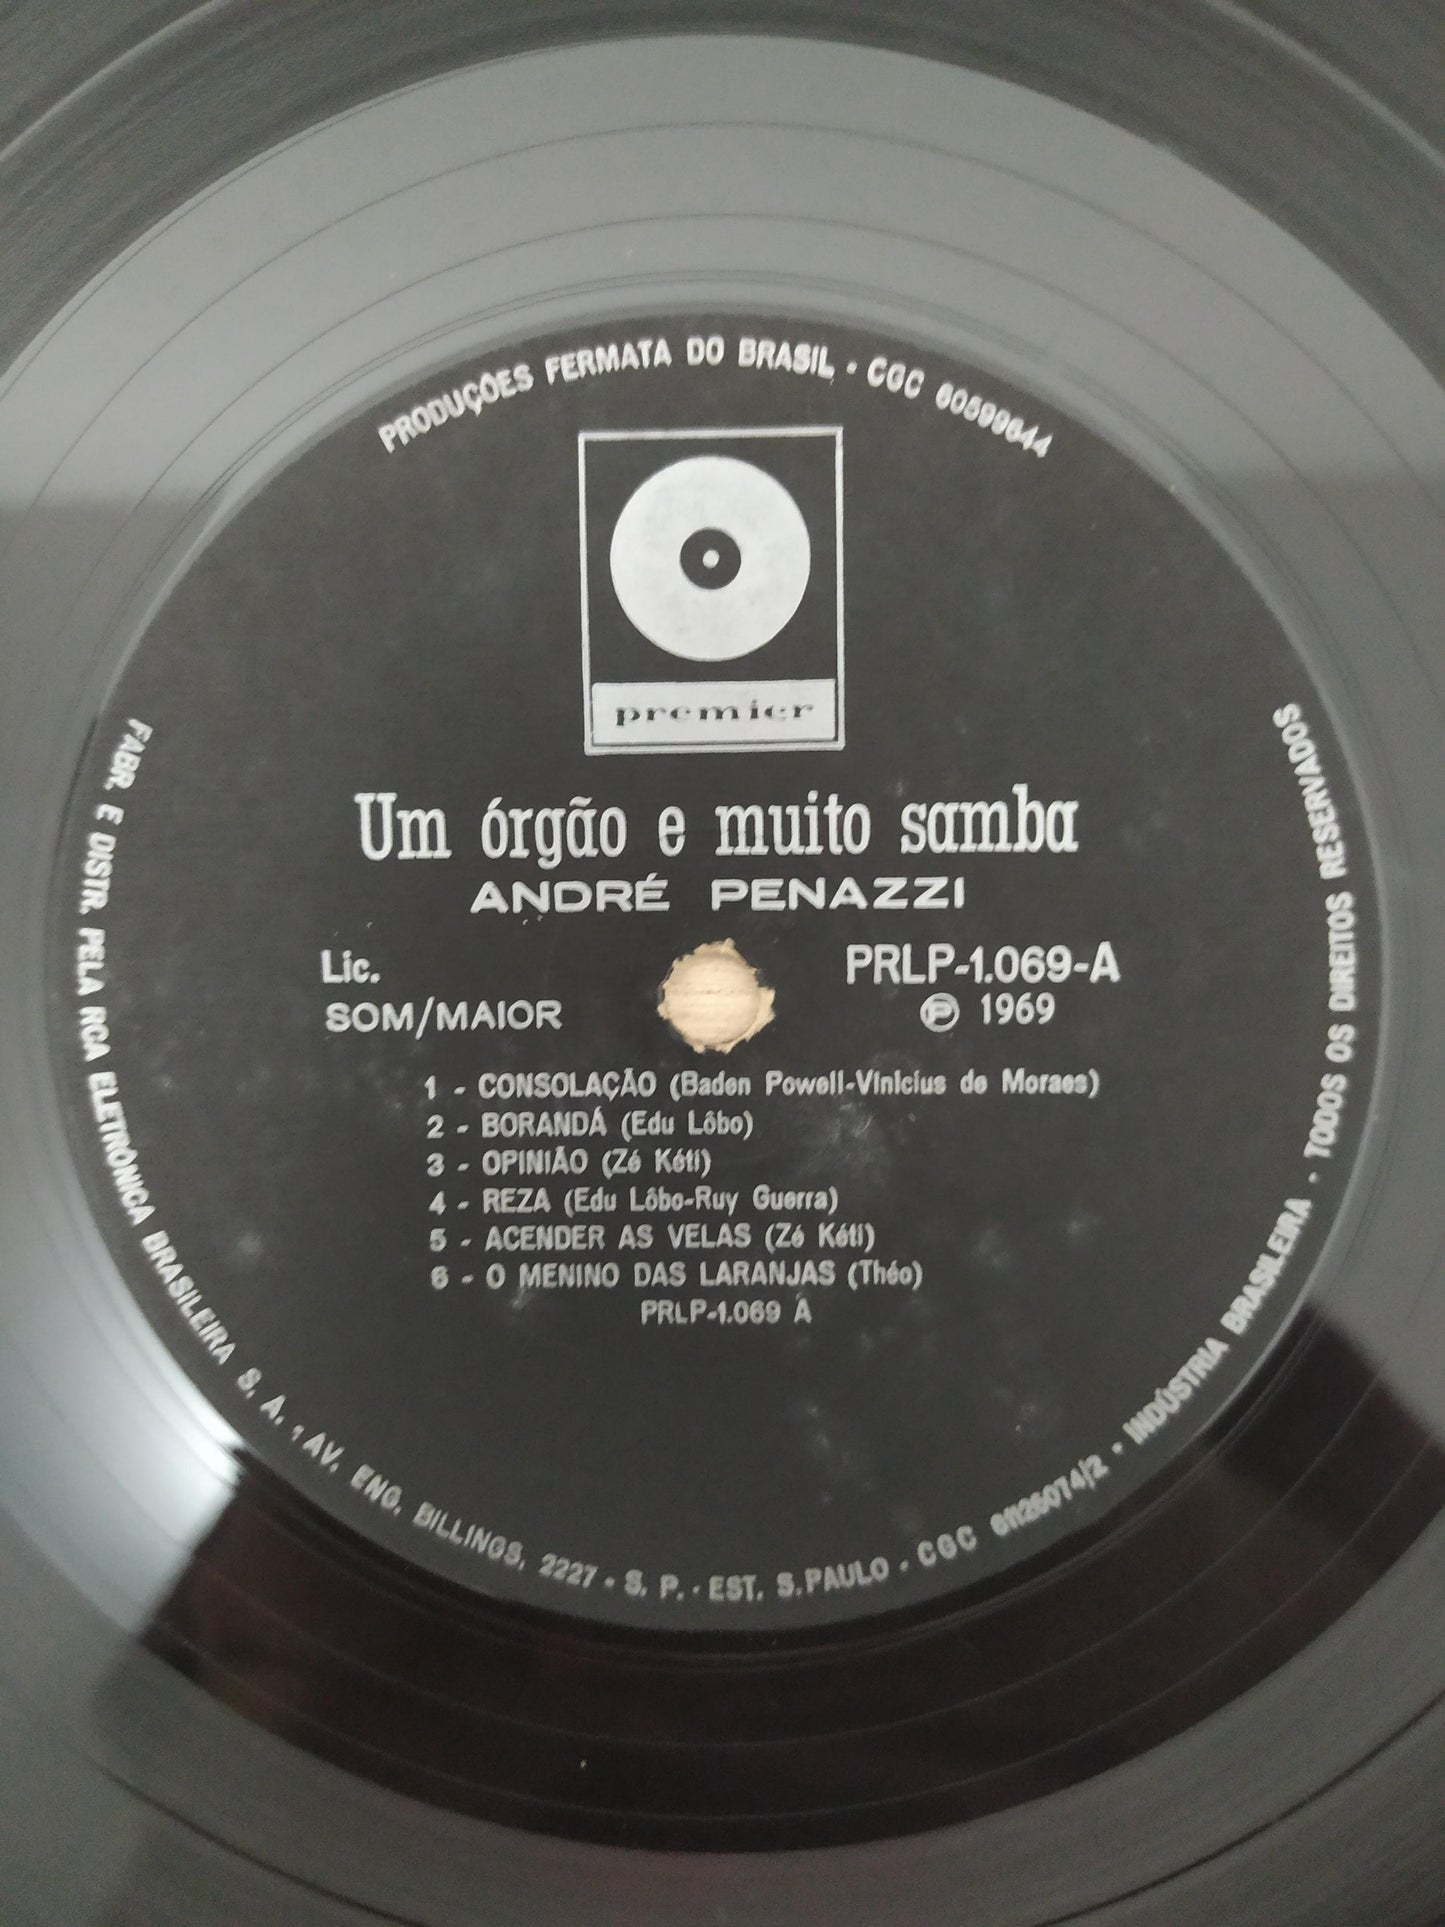 PRODUÇÕES FERMATA DO BRASIL - CGC 60599644
premier
Um órgão e muito samba
ANDRÉ PENAZZI
Lic. PRLP-1.069-A
SOM/MAIOR Ⓟ 1969
1 - CONSOLAÇÃO (Baden Powell-Vinicius de Moraes)
2 - BORANDÁ (Edu Lôbo)
3 - OPINIÃO (Zé Kéti)
4 - REZA (Edu Lôbo-Ruy Guerra)
5 - ACENDER AS VELAS (Zé Kéti)
6 - O MENINO DAS LARANJAS (Théo)
PRLP-1.069 A
FABR. E DISTR. PELA RCA ELETRÔNICA BRASILEIRA S. A. - AV. ENG. BILLINGS, 2227 - S. P. - EST. S. PAULO - CGC 61126074/2 - INDÚSTRIA BRASILEIRA - TODOS OS DIREITOS RESERVADOS